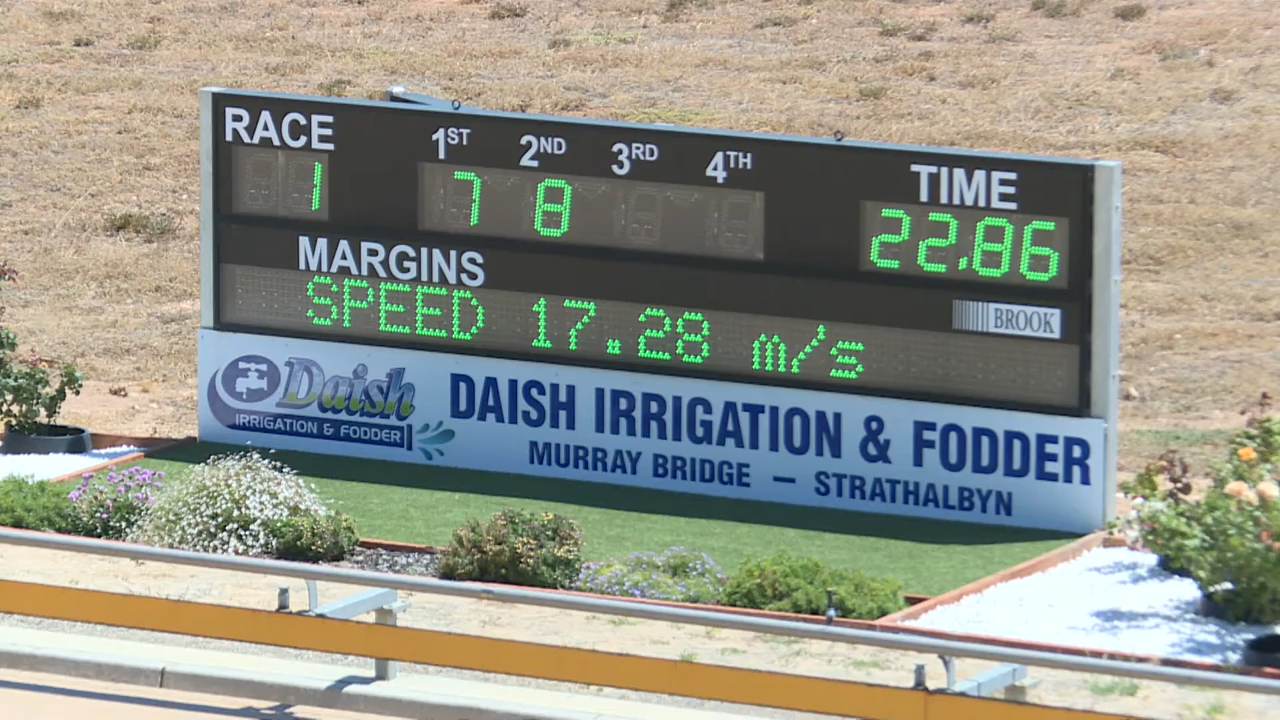 RACE 1ST 2ND 3RD 4TH TIME
1 7 8 22.86
MARGINS
SPEED 17.28 m/s
BROOK
Daish
IRRIGATION & FODDER
DAISH IRRIGATION & FODDER
MURRAY BRIDGE – STRATHALBYN